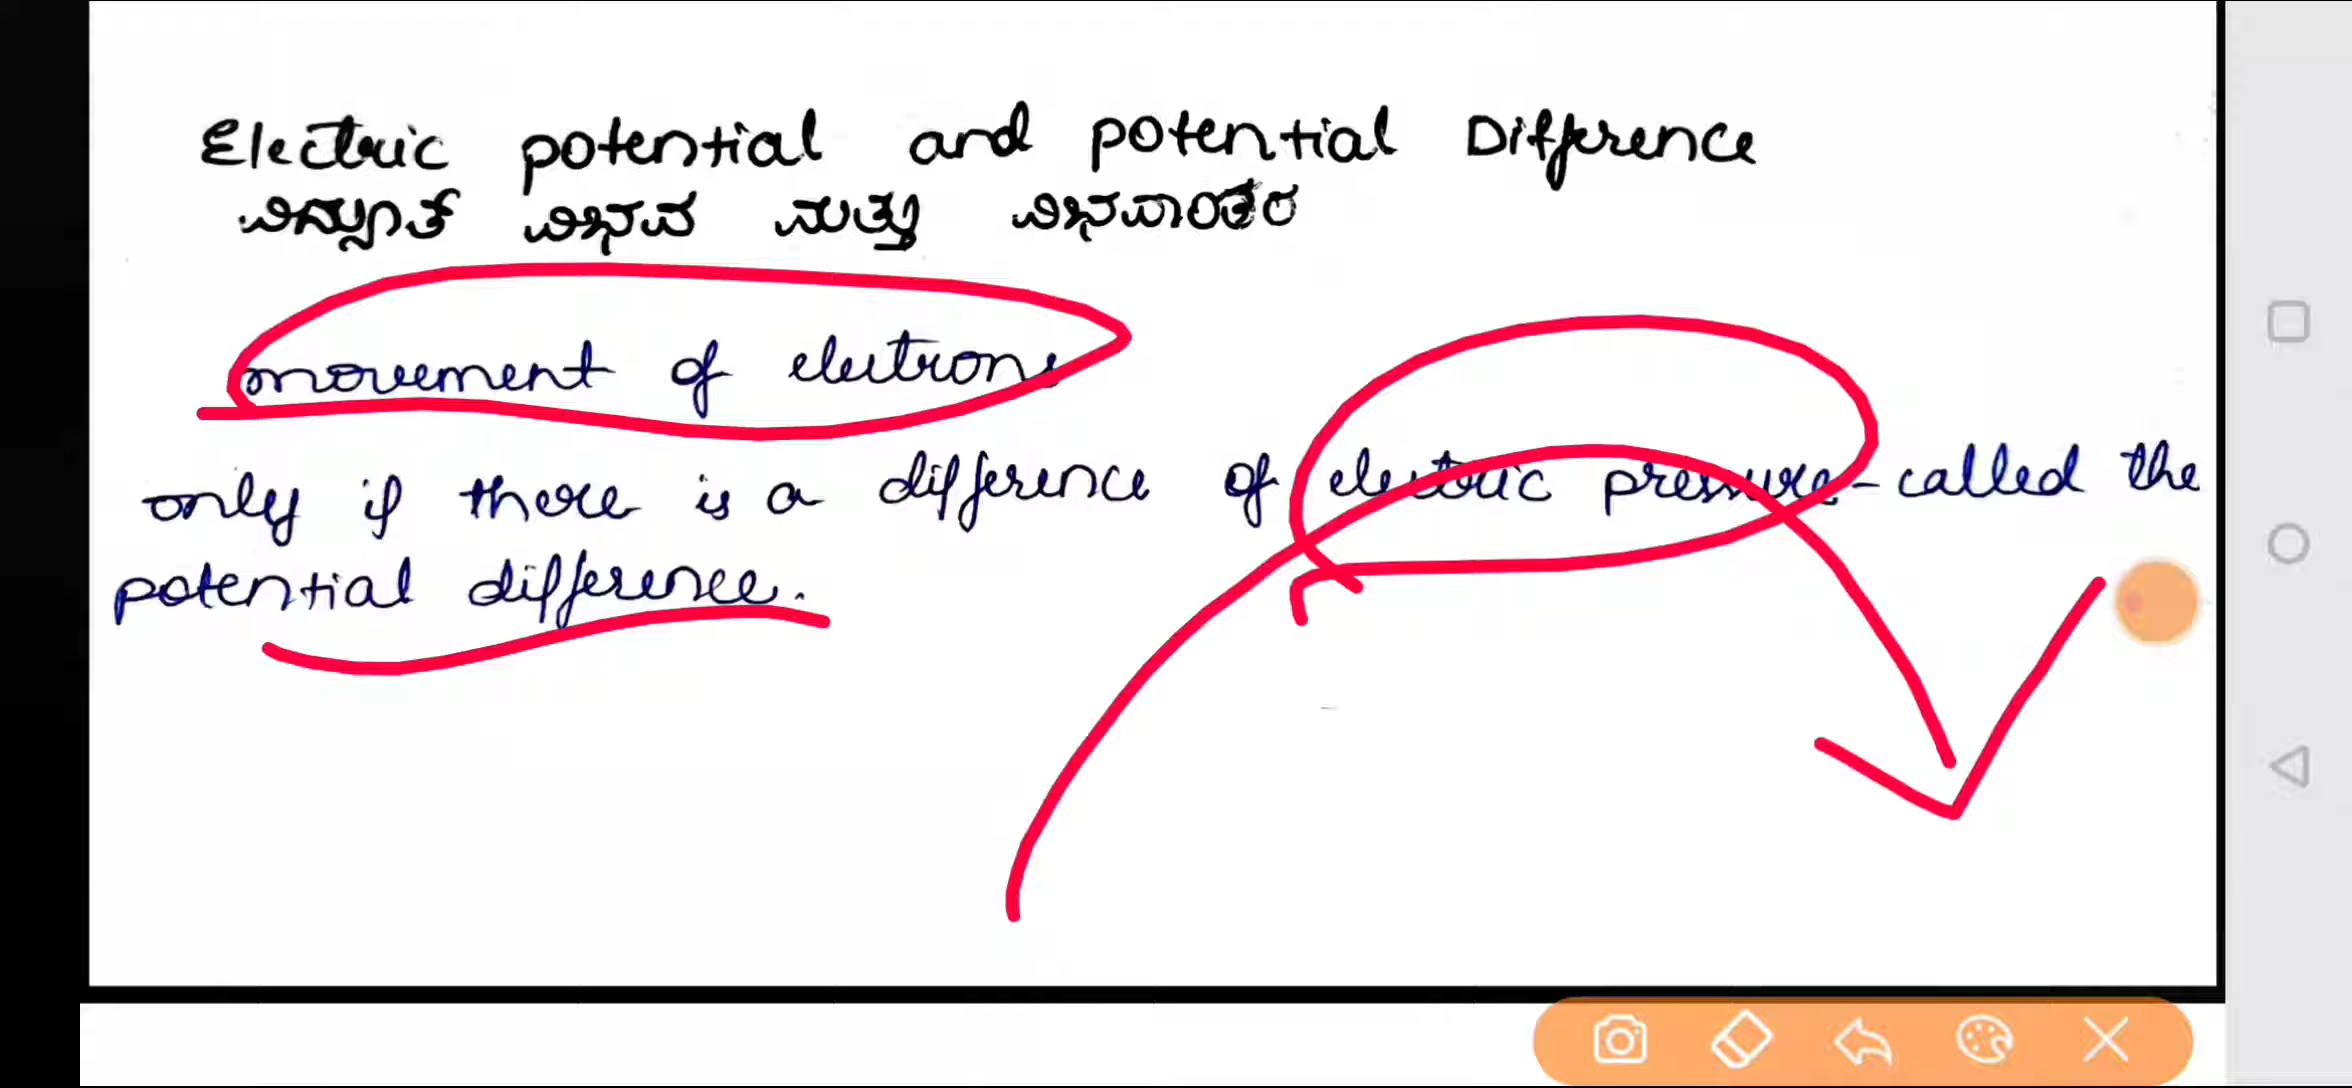 Electric potential and potential Difference
ವಿದ್ಯುತ್ ವಿಭವ ಮತ್ತು ವಿಭವಾಂತರ
movement of electrons
only if there is a difference of electric pressure - called the
potential difference.